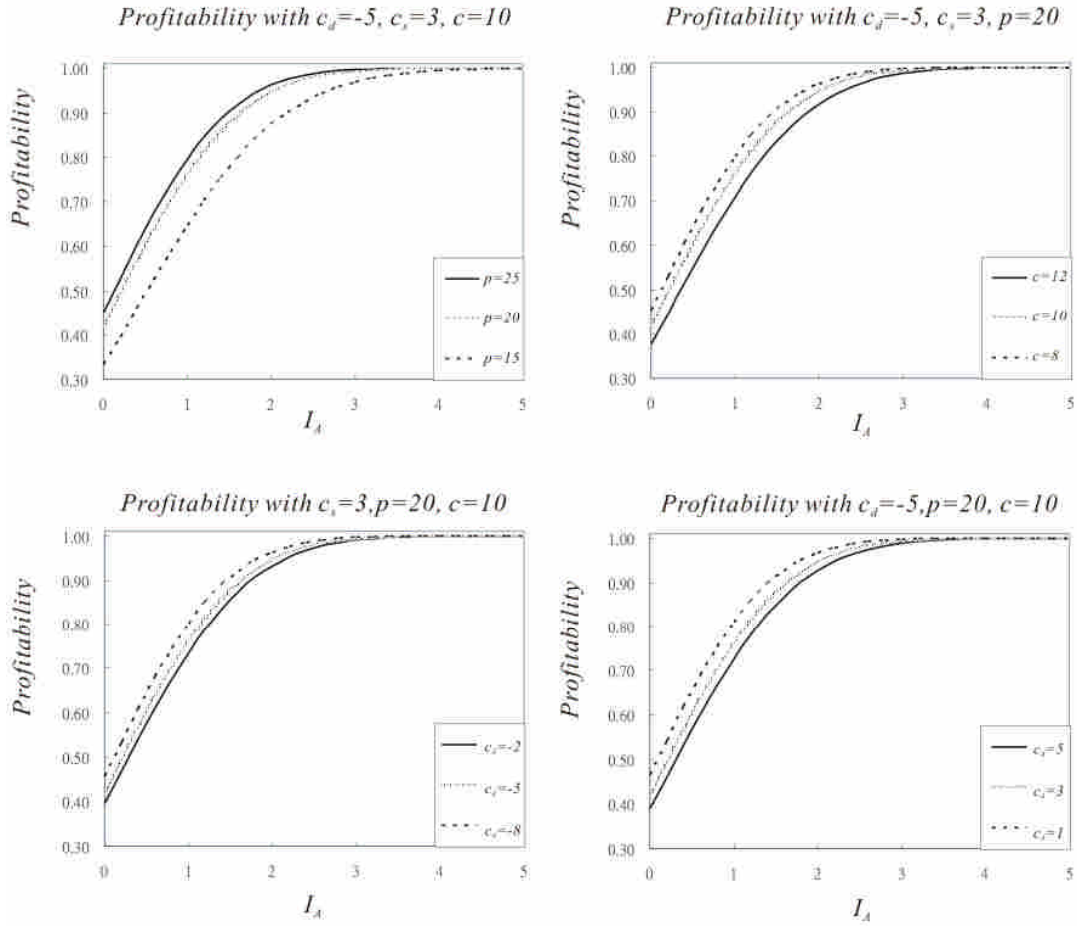 Profitability with c_d=-5, c_s=3, c=10
Profitability
1.00
0.90
0.80
0.70
0.60
0.50
0.40
0.30
p=25
p=20
p=15
0 1 2 3 4 5
I_A
Profitability with c_d=-5, c_s=3, p=20
Profitability
1.00
0.90
0.80
0.70
0.60
0.50
0.40
0.30
c=12
c=10
c=8
0 1 2 3 4 5
I_A
Profitability with c_s=3,p=20, c=10
Profitability
1.00
0.90
0.80
0.70
0.60
0.50
0.40
0.30
=-2
=-5
=-8
0 1 2 3 4 5
I_A
Profitability with c_d=-5,p=20, c=10
Profitability
1.00
0.90
0.80
0.70
0.60
0.50
0.40
0.30
c_s=5
c_s=3
c_s=1
0 1 2 3 4 5
I_A